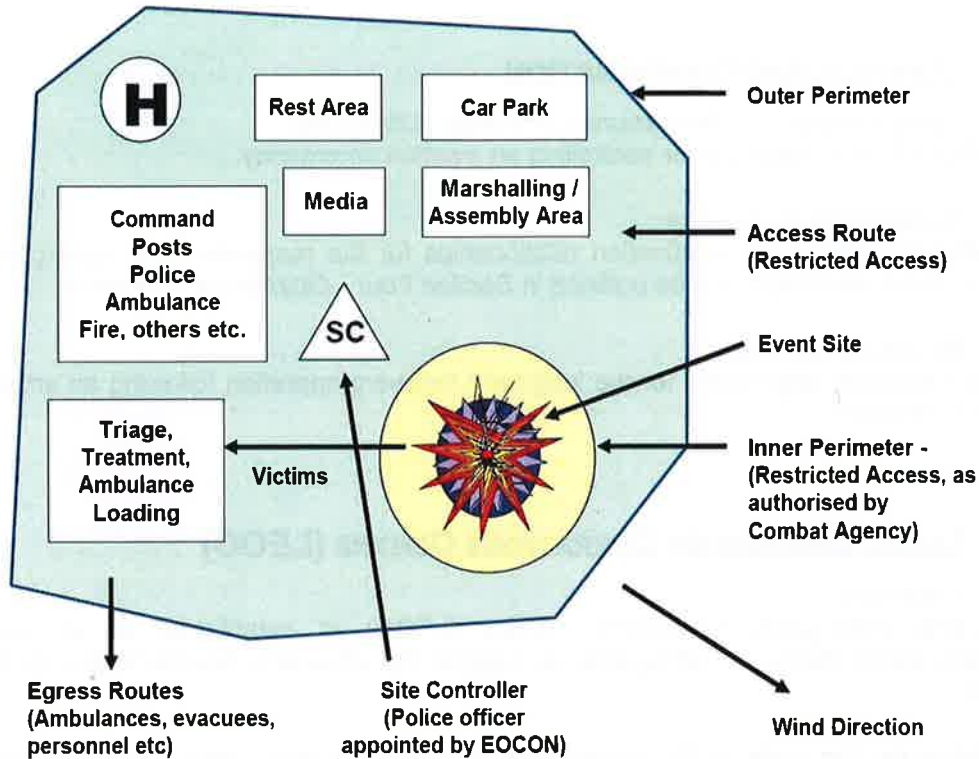 H
Rest Area
Car Park
Outer Perimeter
Media
Marshalling /
Assembly Area
Command
Posts
Police
Ambulance
Fire, others etc.
Access Route
(Restricted Access)
SC
Event Site
Triage,
Treatment,
Ambulance
Loading
Victims
Inner Perimeter -
(Restricted Access, as
authorised by
Combat Agency)
Egress Routes
(Ambulances, evacuees,
personnel etc)
Site Controller
(Police officer
appointed by EOCON)
Wind Direction